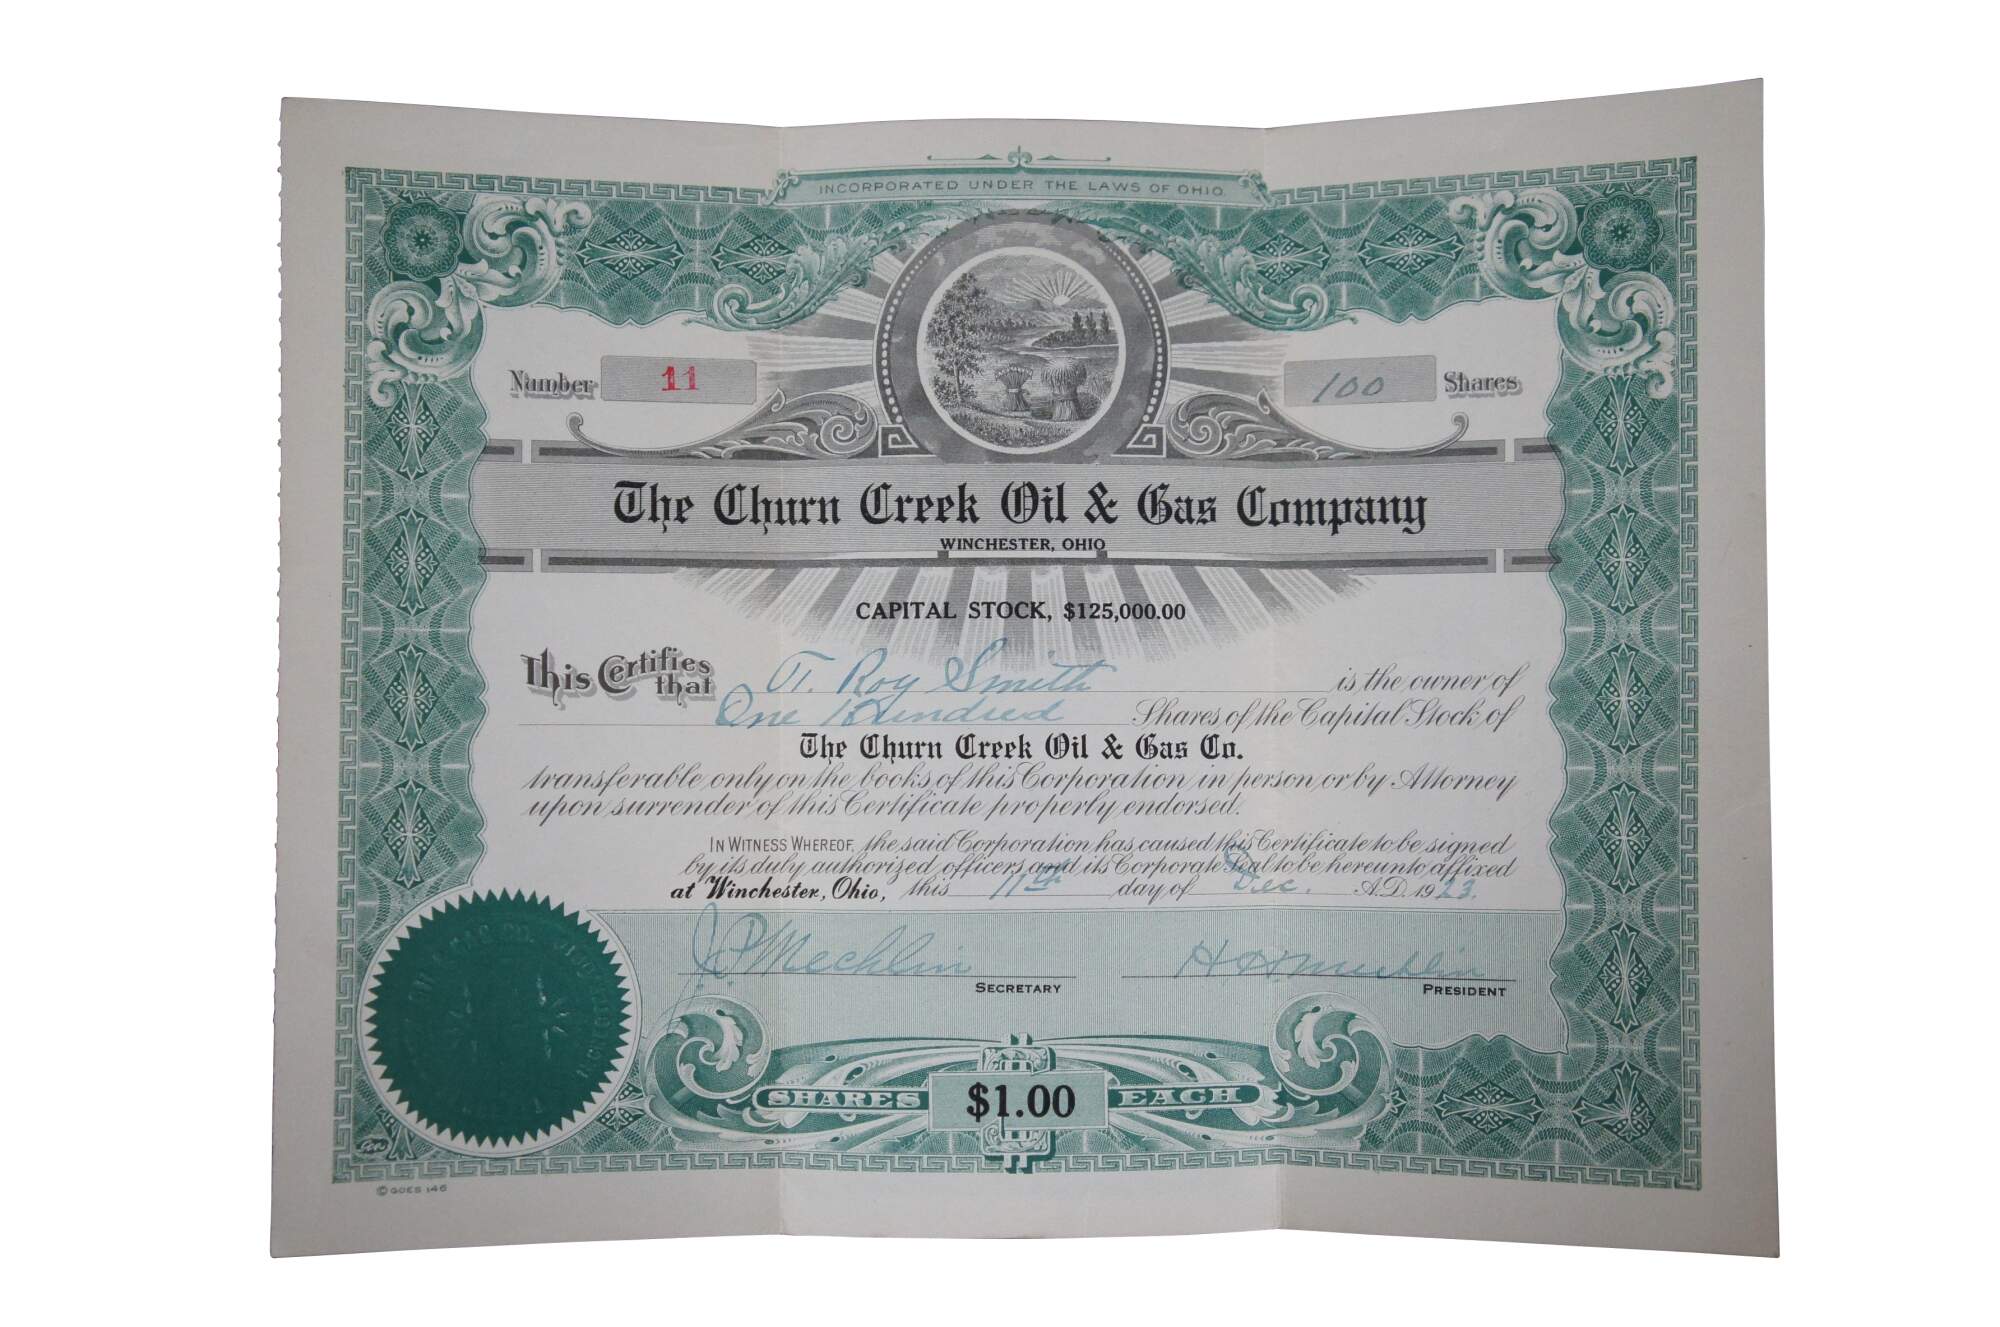 INCORPORATED UNDER THE LAWS OF OHIO.
Number 11
100 Shares
The Churn Creek Oil & Gas Company
WINCHESTER, OHIO
CAPITAL STOCK, $125,000.00
This Certifies that T. Roy Smith is the owner of
One Hundred Shares of the Capital Stock of
The Churn Creek Oil & Gas Co.
transferable only on the books of this Corporation in person or by Attorney
upon surrender of this Certificate properly endorsed.
IN WITNESS WHEREOF, the said Corporation has caused this Certificate to be signed
by its duly authorized officers and its Corporate Seal to be hereunto affixed
at Winchester, Ohio, this 11th day of Dec. A.D. 1923.
J. P. Mechlin
SECRETARY
H. H. Mechlin
PRESIDENT
SHARES $1.00 EACH
© GOES 146